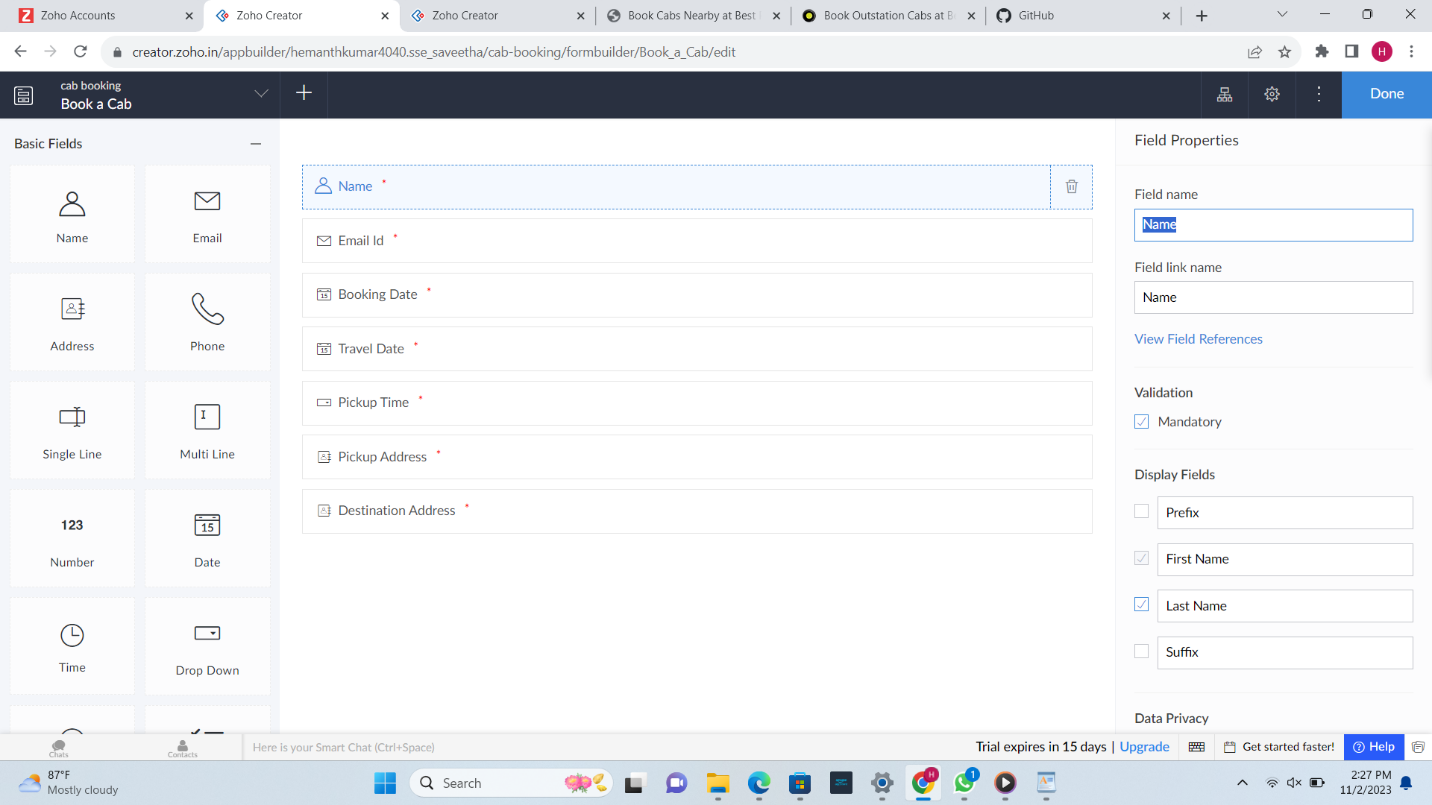 Zoho Accounts
Zoho Creator
Zoho Creator
Book Cabs Nearby at Best
Book Outstation Cabs at B
GitHub
creator.zoho.in/appbuilder/hemanthkumar4040.sse_saveetha/cab-booking/formbuilder/Book_a_Cab/edit
H
cab booking
Book a Cab
Done
Basic Fields
Name
Email
Address
Phone
Single Line
Multi Line
123
Number
15
Date
Time
Drop Down
Name *
Email Id *
15 Booking Date *
15 Travel Date *
Pickup Time *
Pickup Address *
Destination Address *
Field Properties
Field name
Name
Field link name
Name
View Field References
Validation
Mandatory
Display Fields
Prefix
First Name
Last Name
Suffix
Data Privacy
Chats
Contacts
Here is your Smart Chat (Ctrl+Space)
Trial expires in 15 days | Upgrade
Get started faster!
Help
87°F
Mostly cloudy
Search
H
1
2:27 PM
11/2/2023